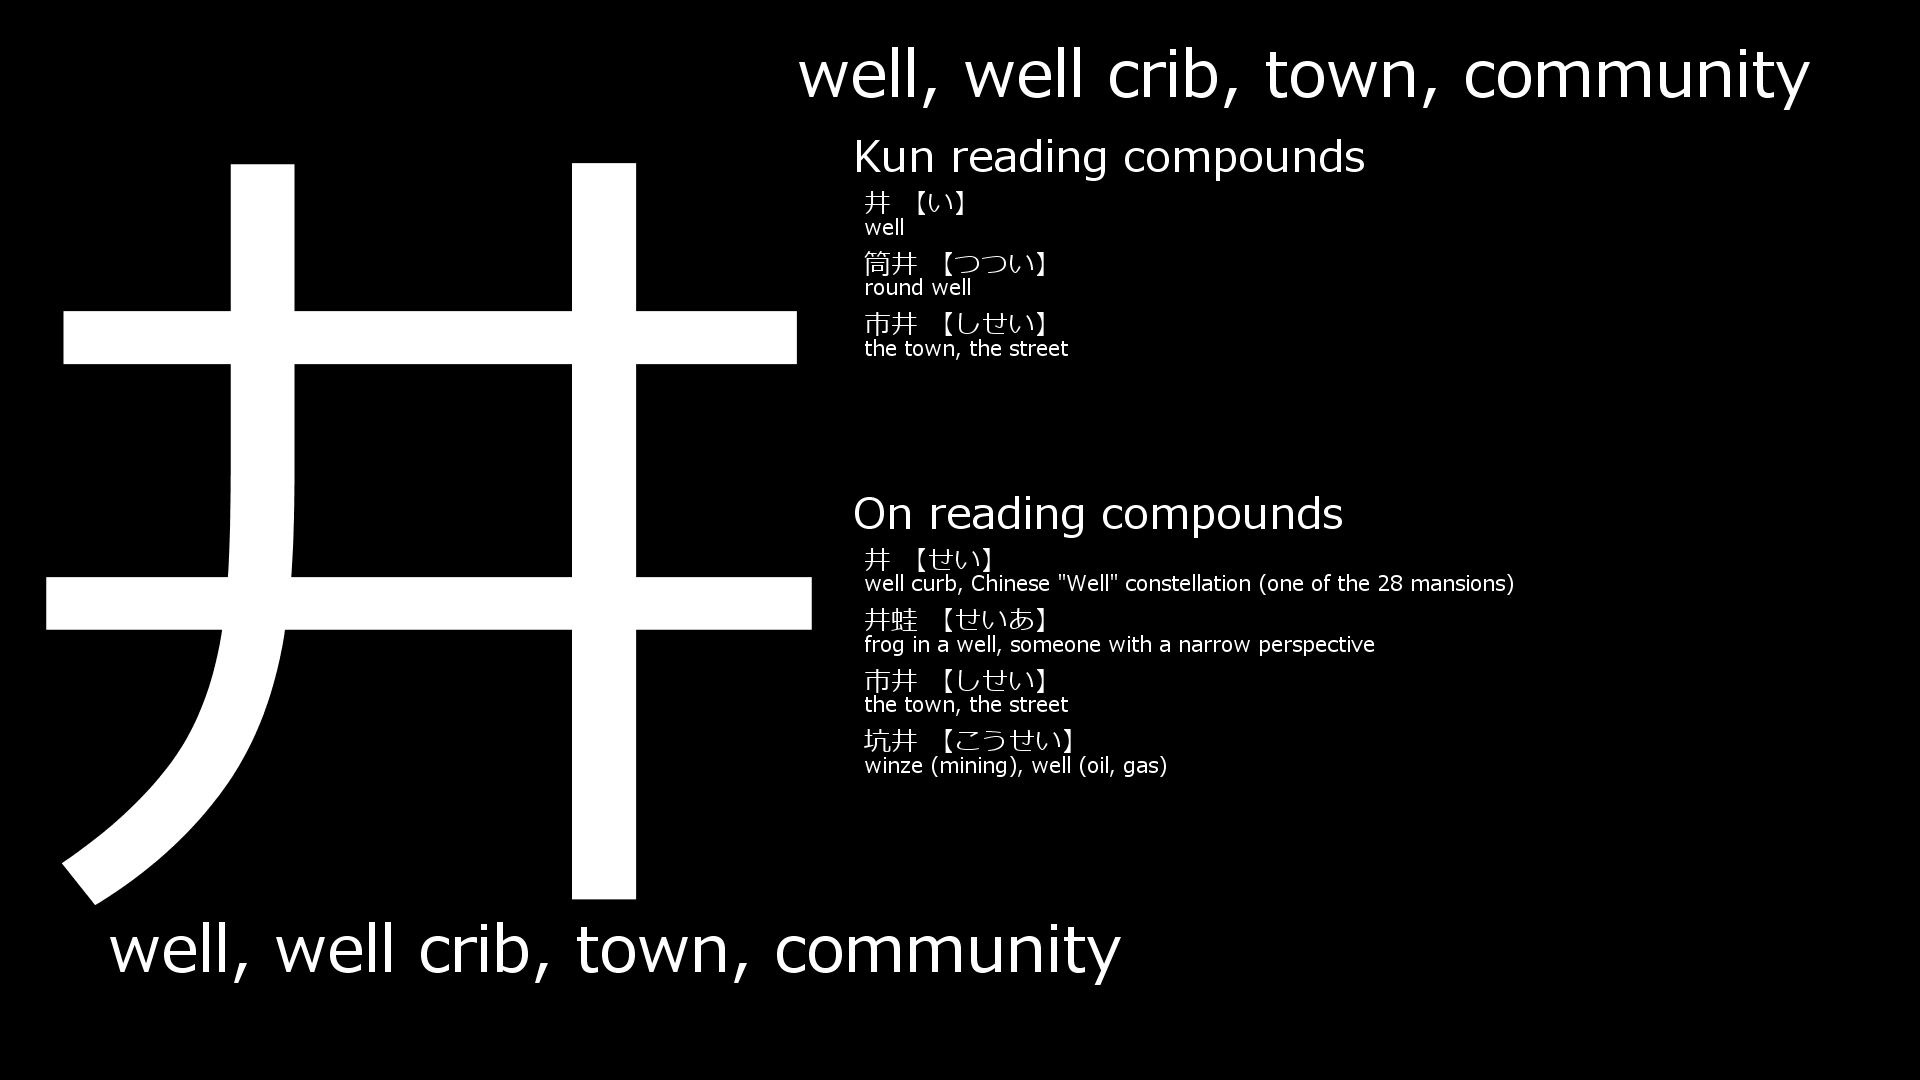 well, well crib, town, community
井
Kun reading compounds
井 【い】
well
筒井 【つつい】
round well
市井 【しせい】
the town, the street
On reading compounds
井 【せい】
well curb, Chinese "Well" constellation (one of the 28 mansions)
井蛙 【せいあ】
frog in a well, someone with a narrow perspective
市井 【しせい】
the town, the street
坑井 【こうせい】
winze (mining), well (oil, gas)
well, well crib, town, community